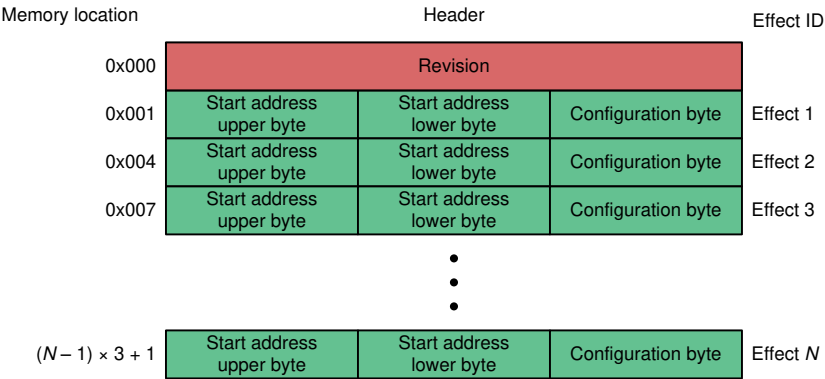 Memory location Header Effect ID
0x000 Revision
0x001 Start address upper byte Start address lower byte Configuration byte Effect 1
0x004 Start address upper byte Start address lower byte Configuration byte Effect 2
0x007 Start address upper byte Start address lower byte Configuration byte Effect 3
(N – 1) × 3 + 1 Start address upper byte Start address lower byte Configuration byte Effect N